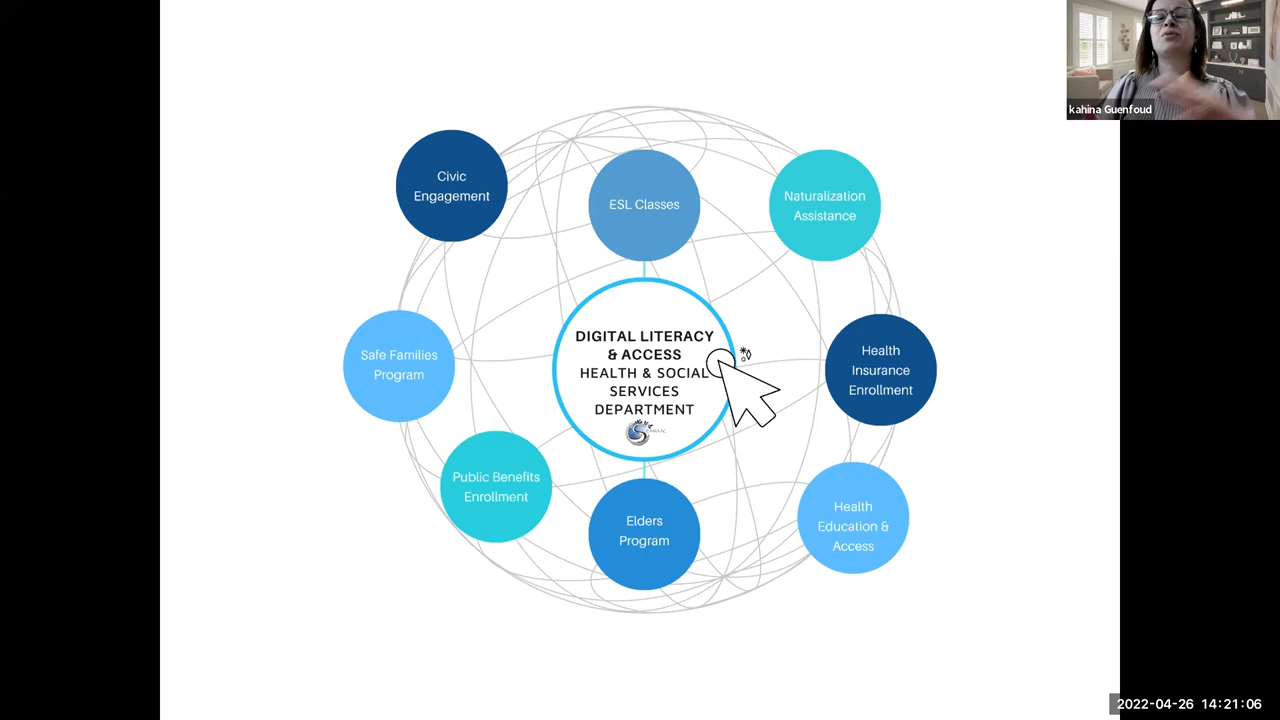 kahina Guenfoud
Civic
Engagement
ESL Classes
Naturalization
Assistance
Safe Families
Program
DIGITAL LITERACY
& ACCESS
HEALTH & SOCIAL
SERVICES
DEPARTMENT
Health
Insurance
Enrollment
Public Benefits
Enrollment
Elders
Program
Health
Education &
Access
2022-04-26 14:21:06